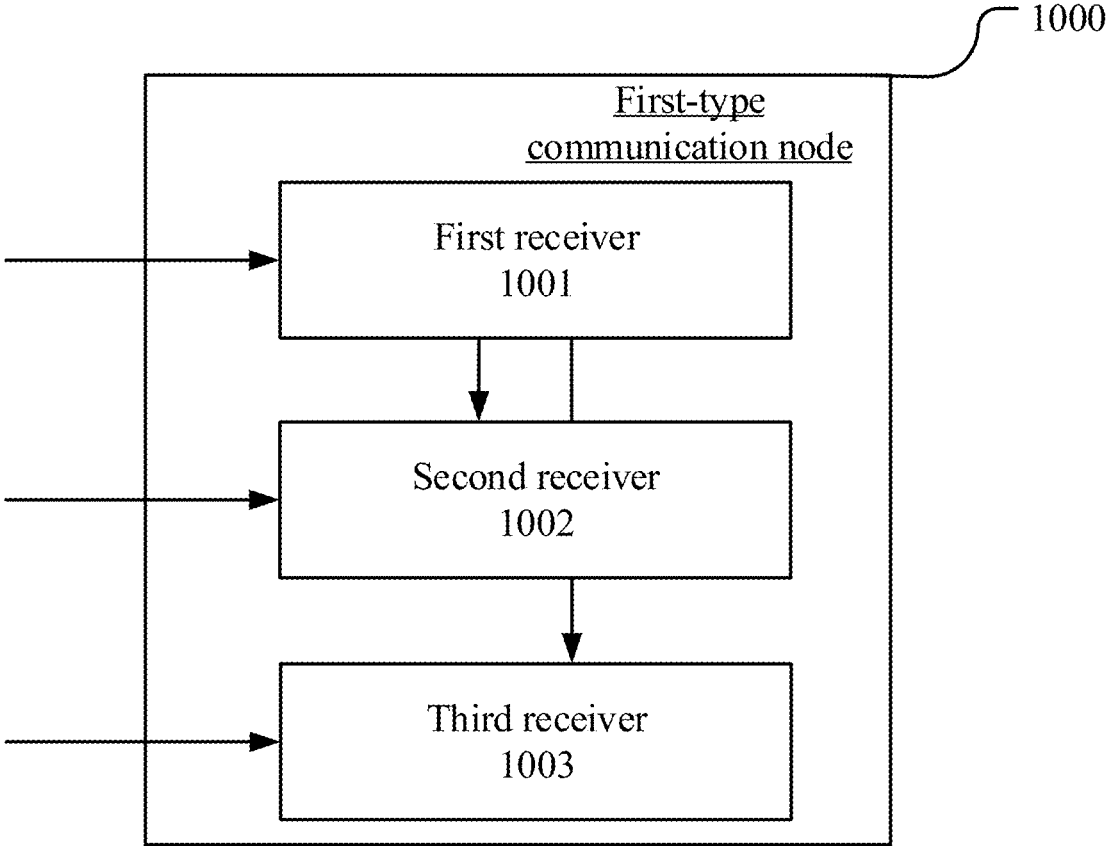 1000
First-type
communication node
First receiver
1001
Second receiver
1002
Third receiver
1003